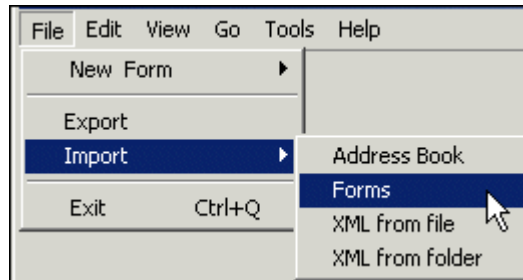 File Edit View Go Tools Help
New Form
Export
Import
Exit Ctrl+Q
Address Book
Forms
XML from file
XML from folder